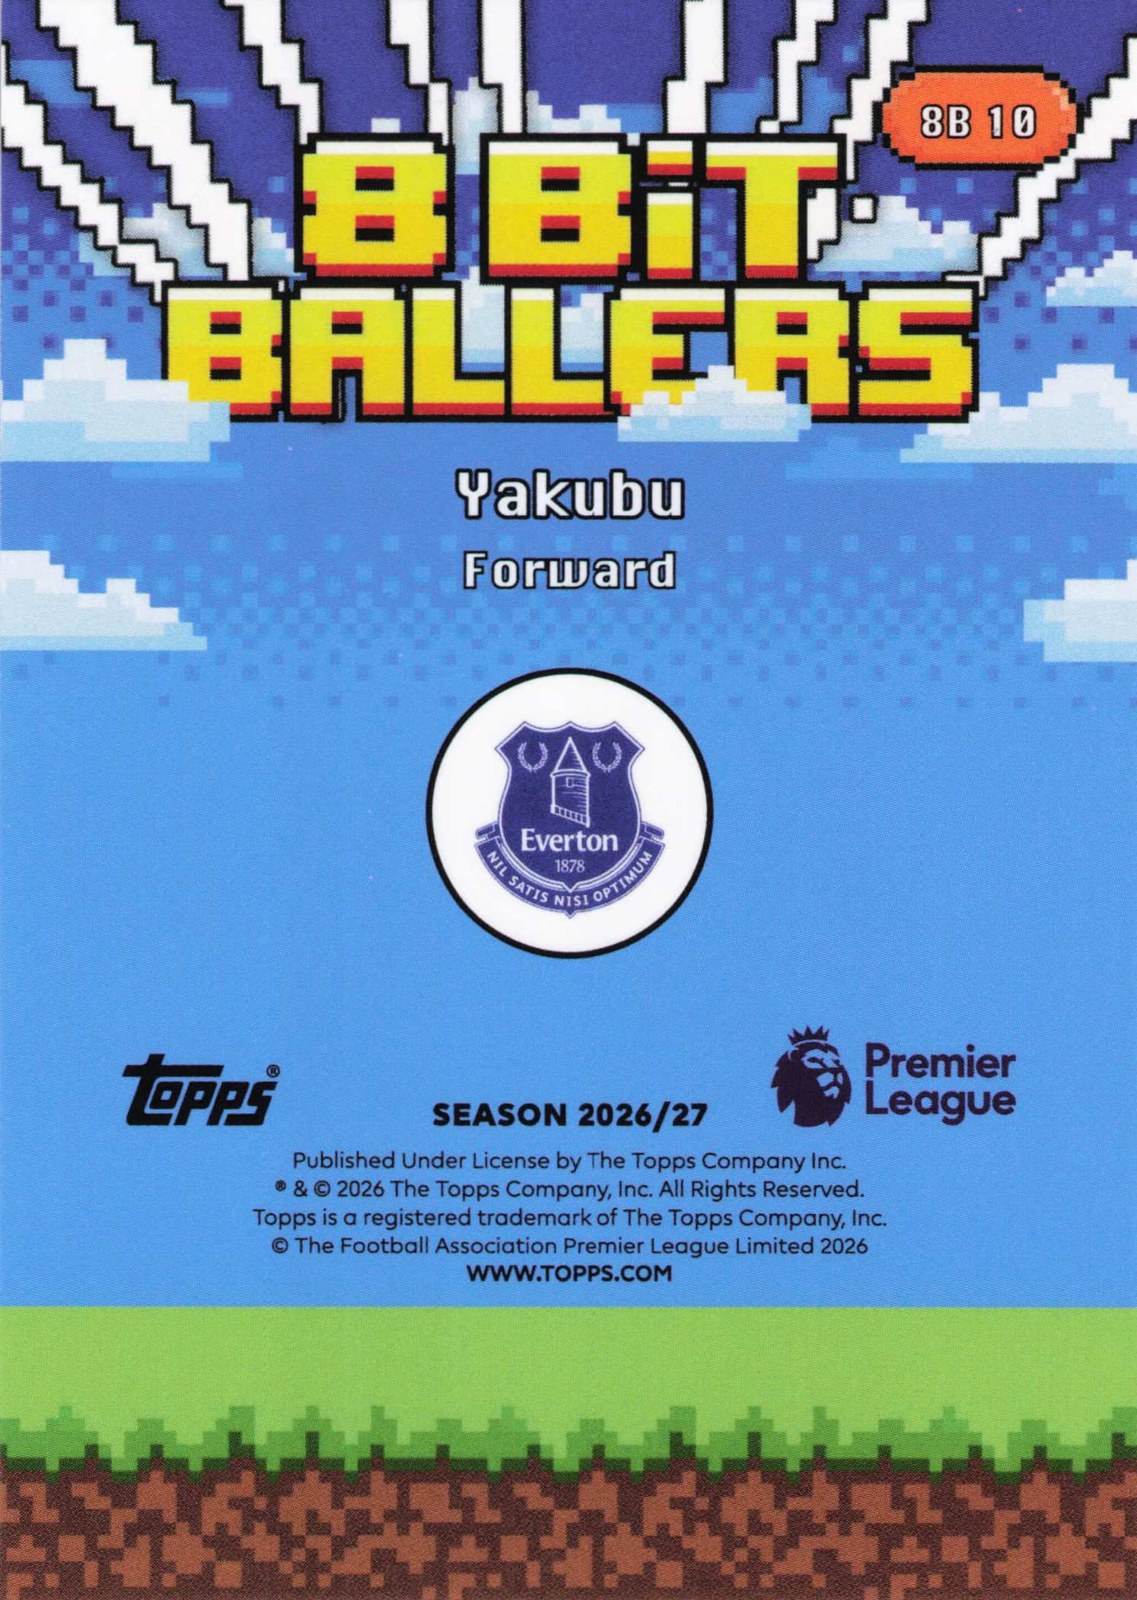 8B 10
8 BiT
BALLERS
Yakubu
Forward
Everton
1878
NIL SATIS NISI OPTIMUM
TOPPS®
Premier
League
SEASON 2026/27
Published Under License by The Topps Company Inc.
® & © 2026 The Topps Company, Inc. All Rights Reserved.
Topps is a registered trademark of The Topps Company, Inc.
© The Football Association Premier League Limited 2026
WWW.TOPPS.COM